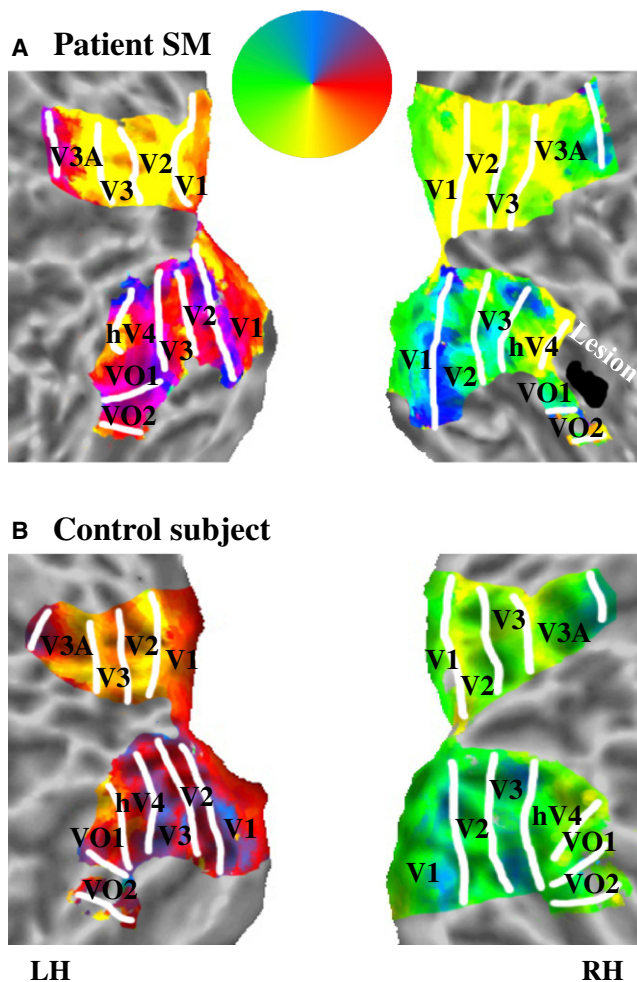 A Patient SM
V3A
V3
V2
V1
V1
V2
V3
V3A
hV4
VO1
VO2
V3
V2
V1
V1
V2
V3
hV4
VO1
VO2
Lesion
B Control subject
V3A
V3
V2
V1
V1
V2
V3
V3A
hV4
VO1
VO2
V3
V2
V1
V1
V2
V3
hV4
VO1
VO2
LH RH